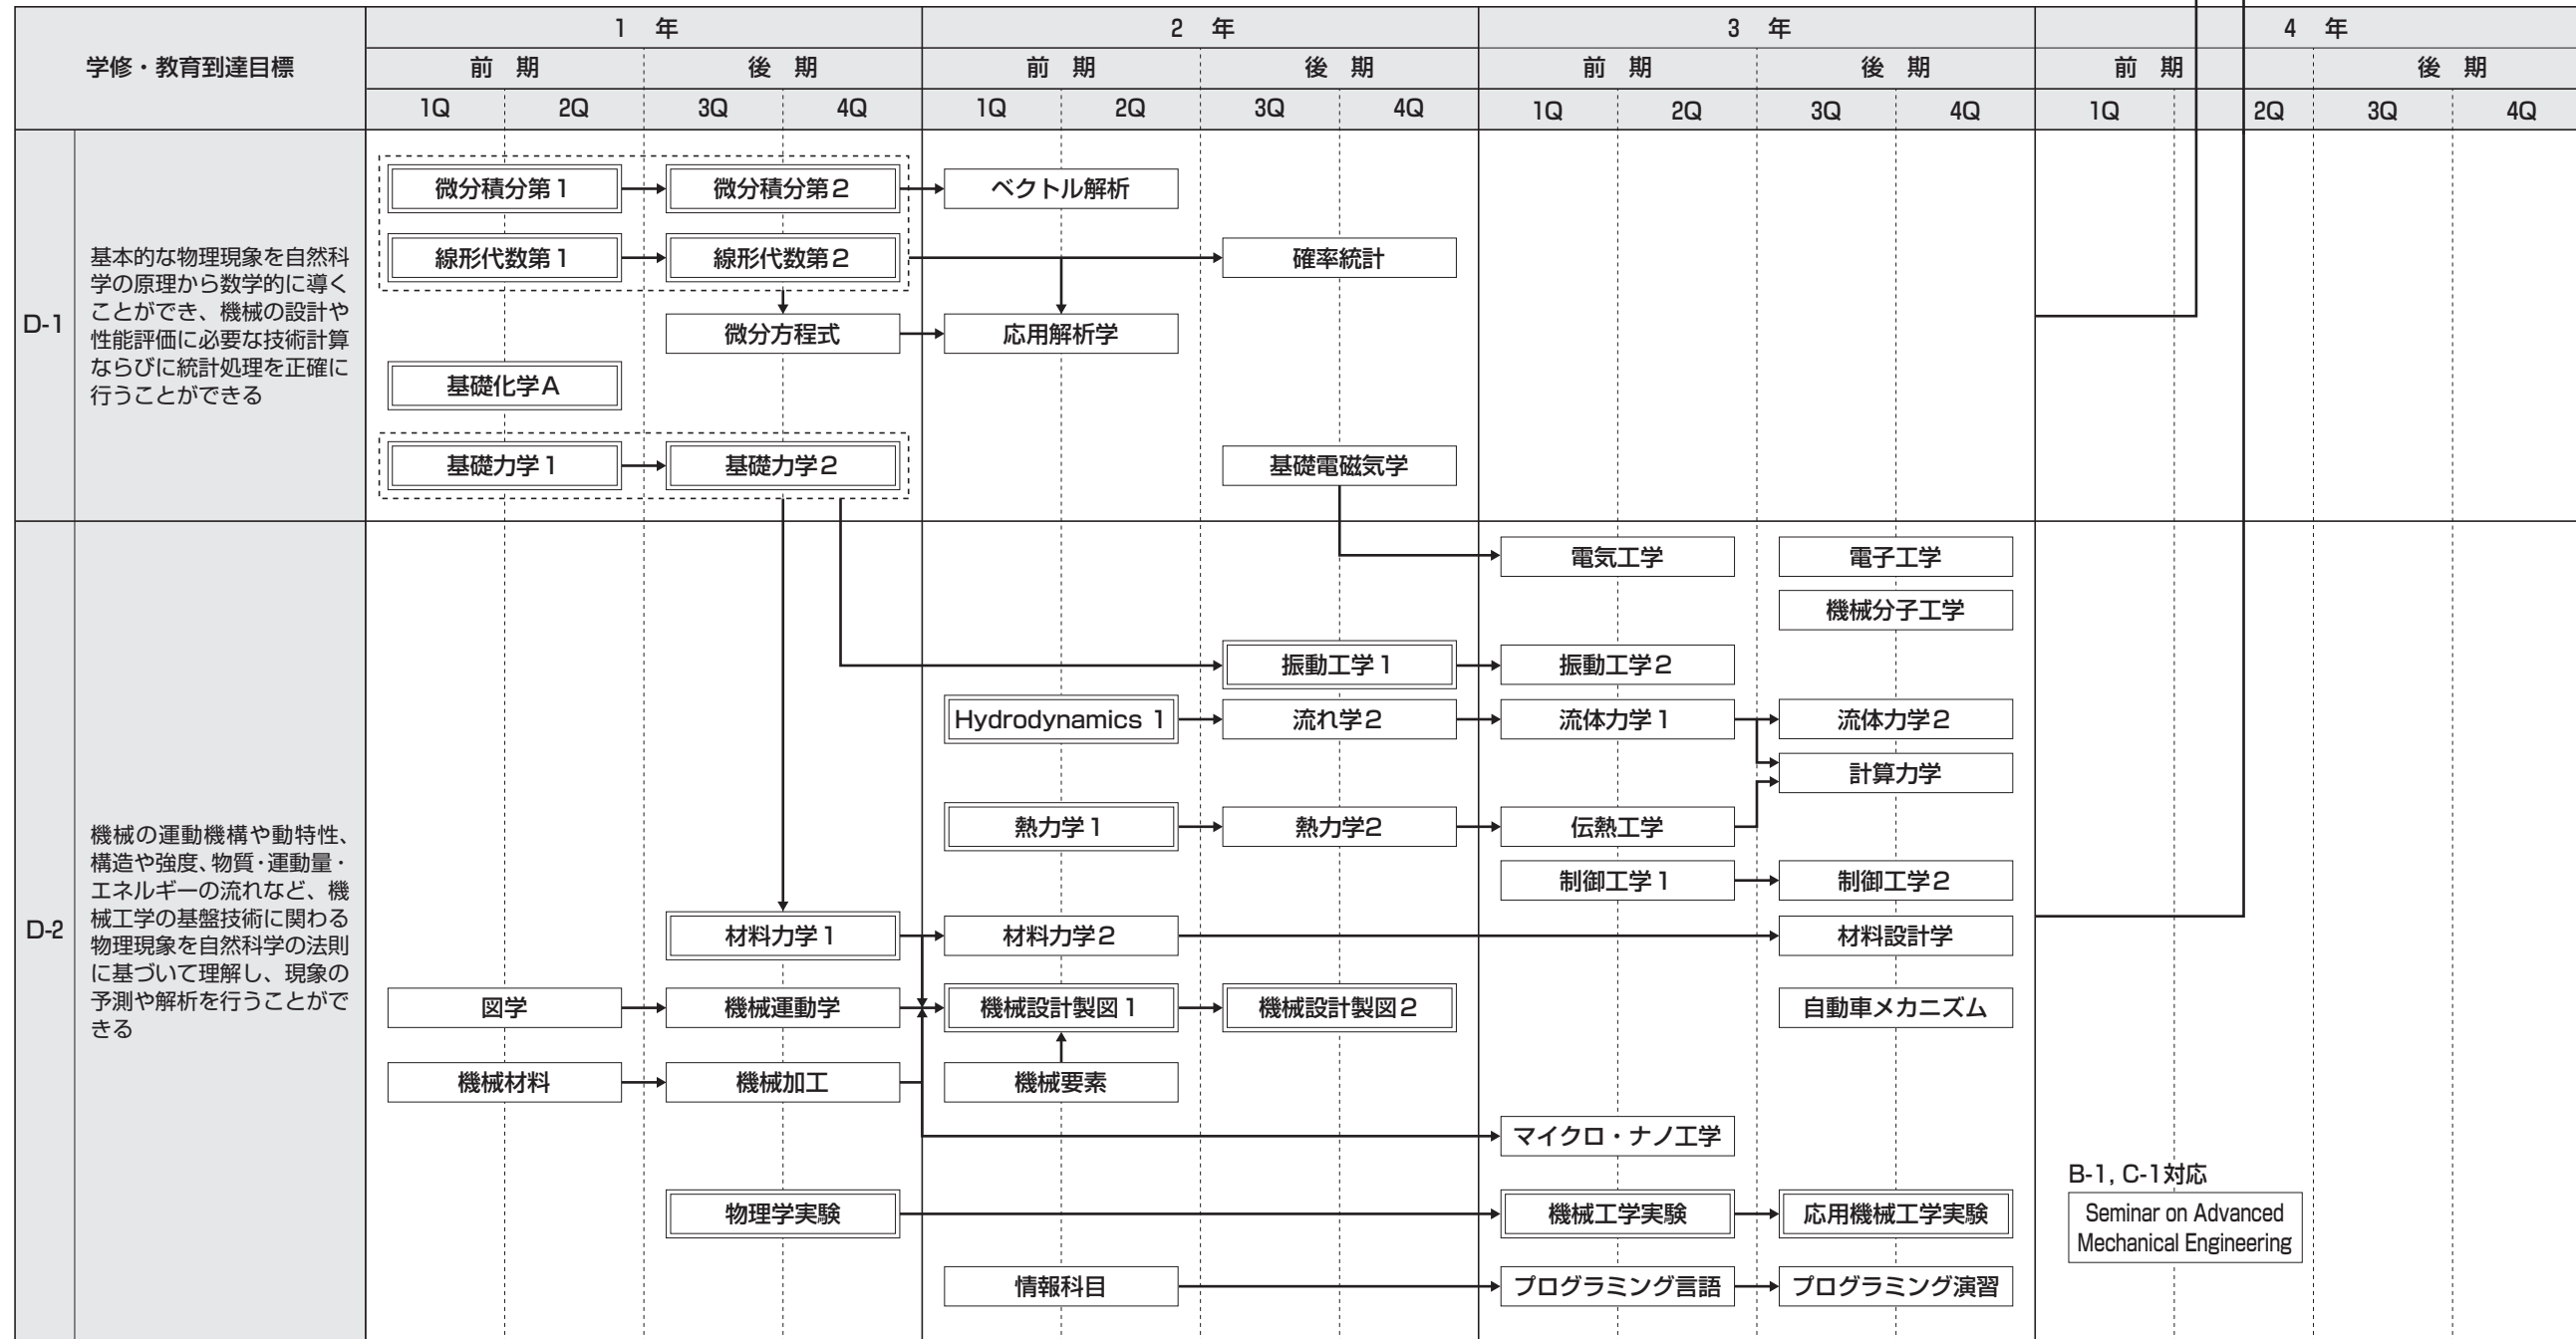 学修・教育到達目標
1 年
2 年
3 年
4 年
前 期
後 期
前 期
後 期
前 期
後 期
前 期
後 期
1Q
2Q
3Q
4Q
1Q
2Q
3Q
4Q
1Q
2Q
3Q
4Q
1Q
2Q
3Q
4Q
D-1
基本的な物理現象を自然科
学の原理から数学的に導く
ことができ、機械の設計や
性能評価に必要な技術計算
ならびに統計処理を正確に
行うことができる
微分積分第1
微分積分第2
ベクトル解析
線形代数第1
線形代数第2
確率統計
微分方程式
応用解析学
基礎化学A
基礎力学1
基礎力学2
基礎電磁気学
D-2
機械の運動機構や動特性、
構造や強度、物質・運動量・
エネルギーの流れなど、機
械工学の基盤技術に関わる
物理現象を自然科学の法則
に基づいて理解し、現象の
予測や解析を行うことがで
きる
電気工学
電子工学
機械分子工学
振動工学1
振動工学2
Hydrodynamics 1
流れ学2
流体力学1
流体力学2
計算力学
熱力学1
熱力学2
伝熱工学
制御工学1
制御工学2
材料力学1
材料力学2
材料設計学
図学
機械運動学
機械設計製図1
機械設計製図2
自動車メカニズム
機械材料
機械加工
機械要素
マイクロ・ナノ工学
物理学実験
機械工学実験
応用機械工学実験
B-1, C-1対応
Seminar on Advanced
Mechanical Engineering
情報科目
プログラミング言語
プログラミング演習